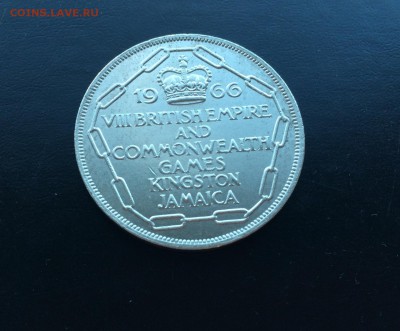 COINS.LAVE.RU
19 66
VIII BRITISH EMPIRE
AND
COMMONWEALTH
GAMES
KINGSTON
JAMAICA